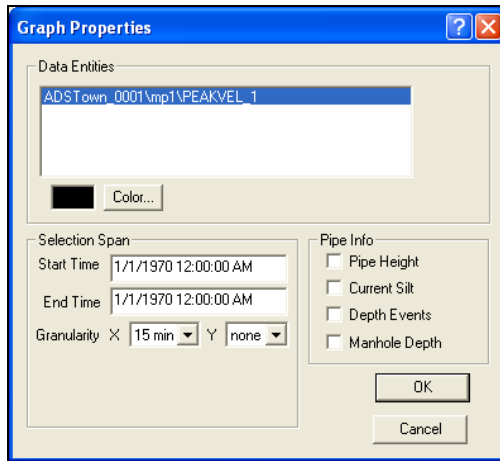 Graph Properties
Data Entities
ADSTown_0001\mp1\PEAKVEL_1
Color...
Selection Span
Start Time 1/1/1970 12:00:00 AM
End Time 1/1/1970 12:00:00 AM
Granularity X 15 min Y none
Pipe Info
Pipe Height
Current Silt
Depth Events
Manhole Depth
OK
Cancel